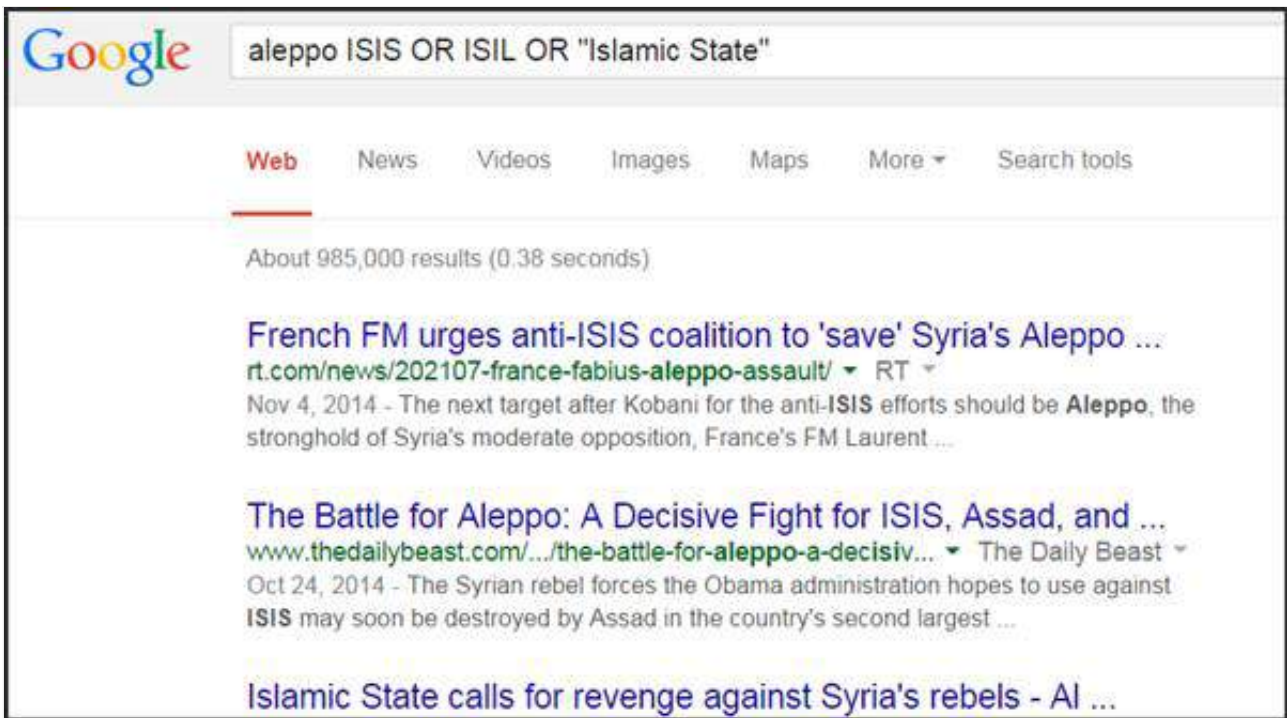 Google
aleppo ISIS OR ISIL OR "Islamic State"
Web News Videos Images Maps More Search tools
About 985,000 results (0.38 seconds)
French FM urges anti-ISIS coalition to 'save' Syria's Aleppo ...
rt.com/news/202107-france-fabius-aleppo-assault/ RT
Nov 4, 2014 - The next target after Kobani for the anti-ISIS efforts should be Aleppo, the
stronghold of Syria's moderate opposition, France's FM Laurent ...
The Battle for Aleppo: A Decisive Fight for ISIS, Assad, and ...
www.thedailybeast.com/.../the-battle-for-aleppo-a-decisiv... The Daily Beast
Oct 24, 2014 - The Syrian rebel forces the Obama administration hopes to use against
ISIS may soon be destroyed by Assad in the country's second largest ...
Islamic State calls for revenge against Syria's rebels - Al ...